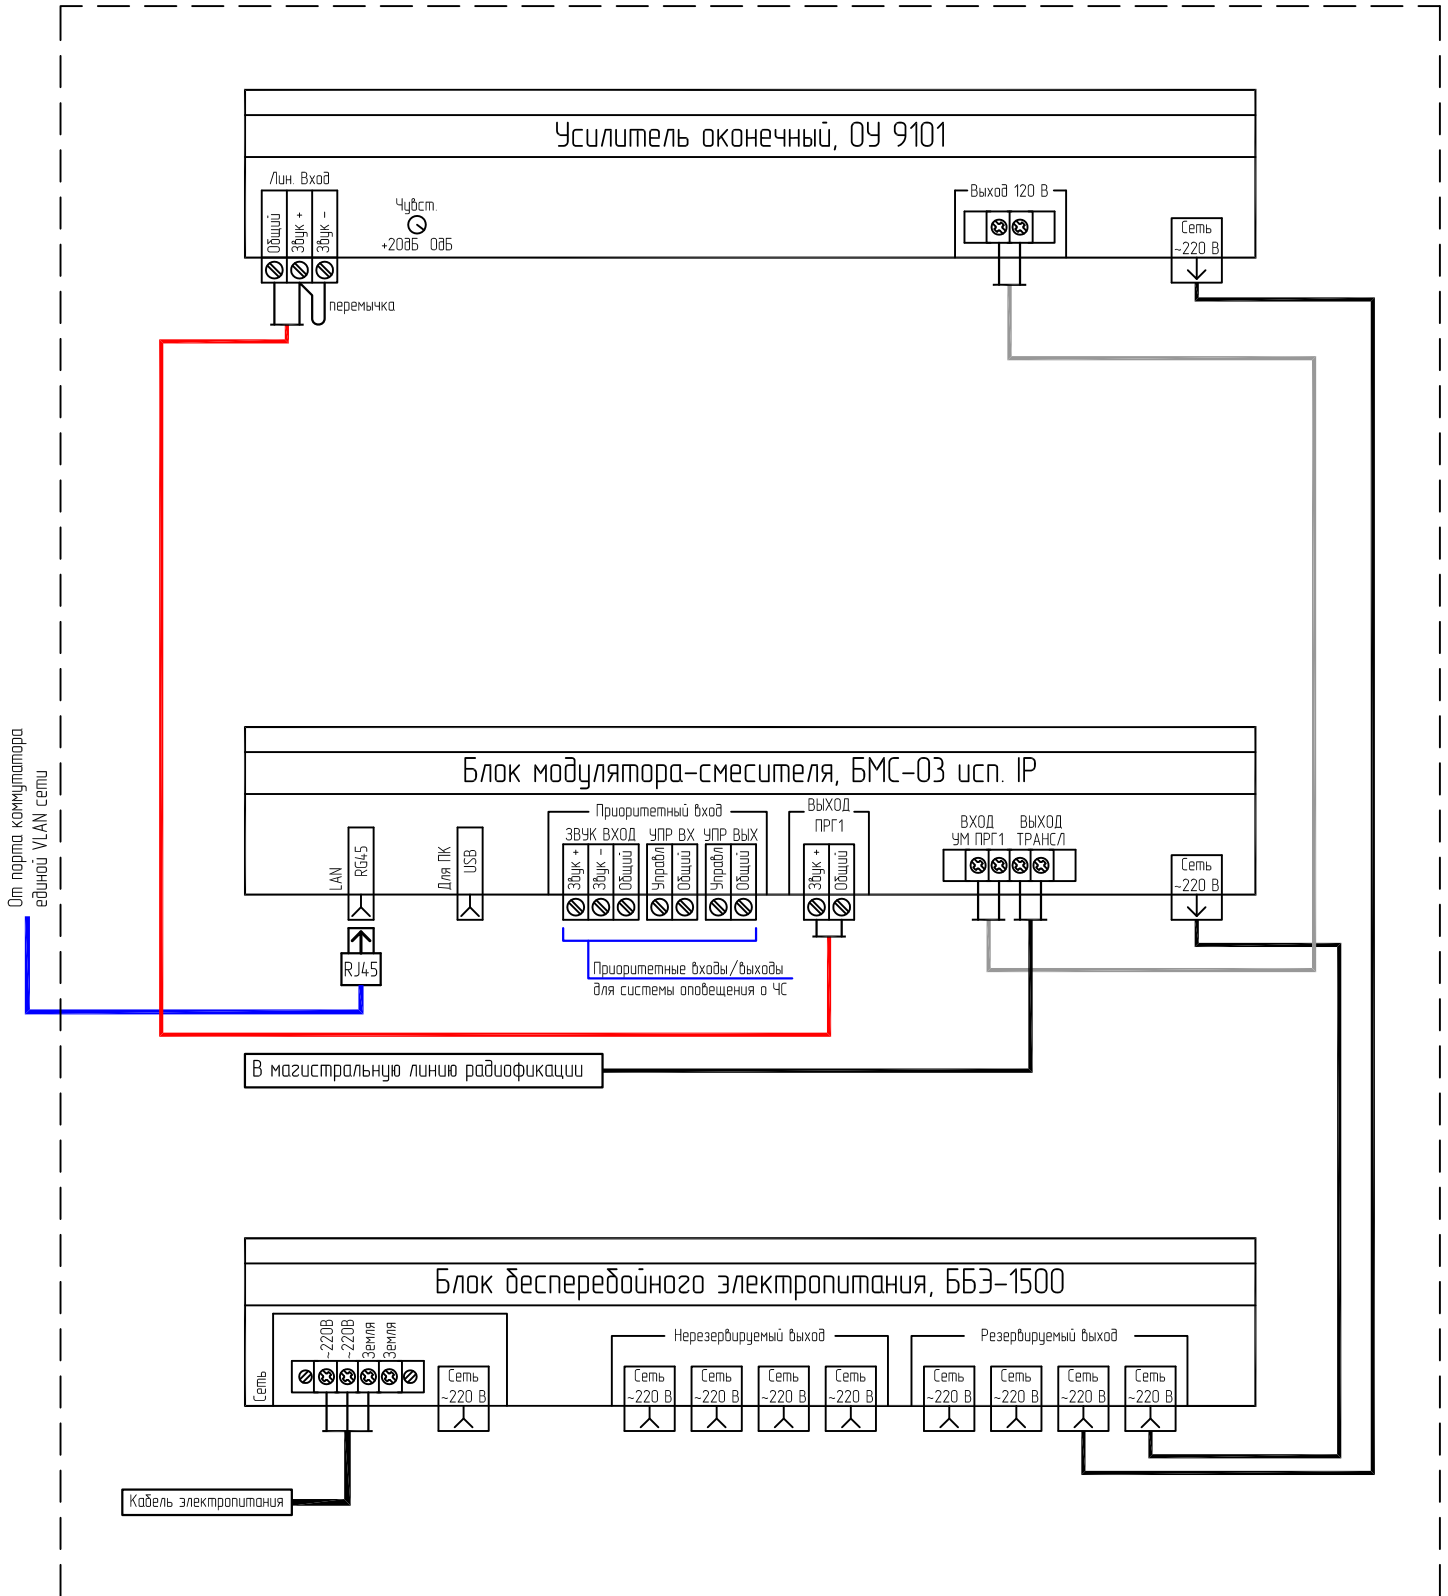 Усилитель оконечный, ОУ 9101
Лин. Вход
Общий
Звук +
Звук -
Чувст.
+20дБ 0дБ
Выход 120 В
Сеть
~220 В
перемычка
От порта коммутатора
единой VLAN сети
Блок модулятора-смесителя, БМС-03 исп. IP
LAN
RG45
Для ПК
USB
Приоритетный вход
ЗВУК ВХОД
УПР ВХ
УПР ВЫХ
Звук +
Звук -
Общий
Управл
Общий
Управл
Общий
ВЫХОД
ПРГ1
Звук +
Общий
ВХОД
УМ ПРГ1
ВЫХОД
ТРАНСЛ
Сеть
~220 В
RJ45
Приоритетные входы/выходы
для системы оповещения о ЧС
В магистральную линию радиофикации
Блок бесперебойного электропитания, ББЭ-1500
Сеть
~220В
~220В
Земля
Земля
Сеть
~220 В
Нерезервируемый выход
Сеть
~220 В
Сеть
~220 В
Сеть
~220 В
Сеть
~220 В
Резервируемый выход
Сеть
~220 В
Сеть
~220 В
Сеть
~220 В
Сеть
~220 В
Кабель электропитания